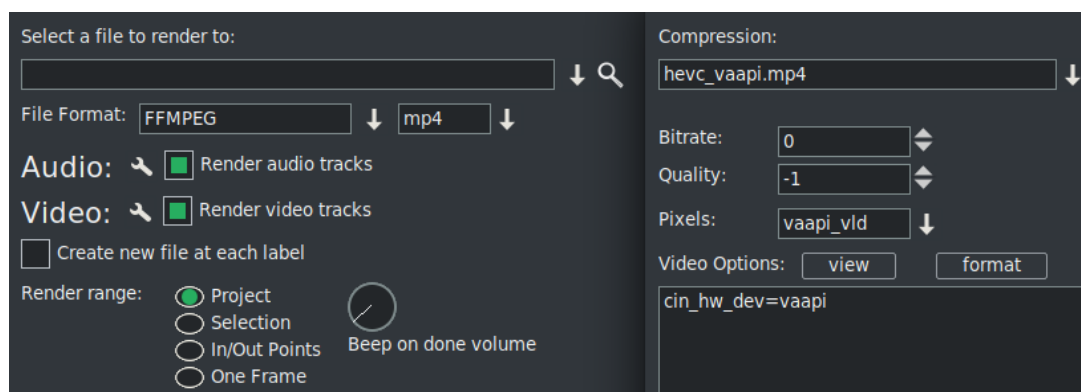 Select a file to render to:
File Format: FFMPEG mp4
Audio: Render audio tracks
Video: Render video tracks
Create new file at each label
Render range: Project
Selection
In/Out Points
One Frame
Beep on done volume
Compression:
hevc_vaapi.mp4
Bitrate: 0
Quality: -1
Pixels: vaapi_vld
Video Options: view format
cin_hw_dev=vaapi